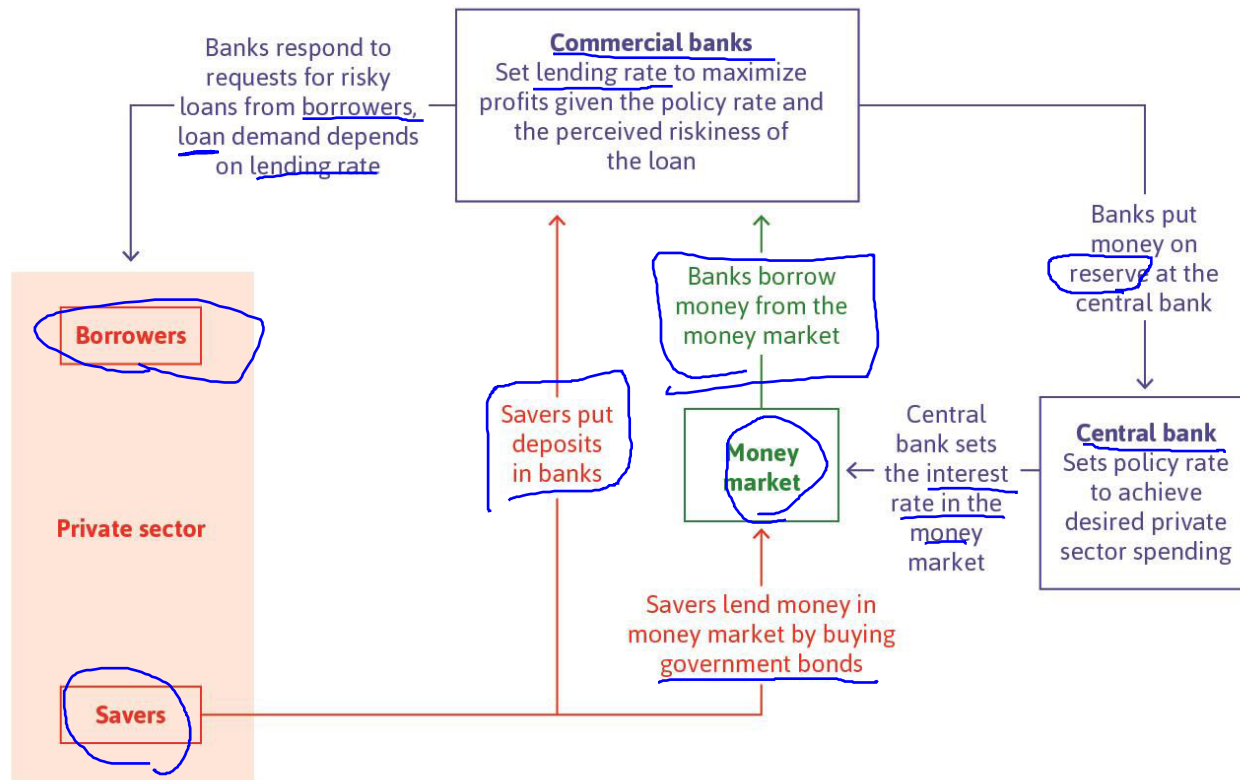 Banks respond to
requests for risky
loans from borrowers,
loan demand depends
on lending rate
Commercial banks
Set lending rate to maximize
profits given the policy rate and
the perceived riskiness of
the loan
Banks put
money on
reserve at the
central bank
Borrowers
Private sector
Savers
Savers put
deposits
in banks
Banks borrow
money from the
money market
Money
market
Central
bank sets
the interest
rate in the
money
market
Central bank
Sets policy rate
to achieve
desired private
sector spending
Savers lend money in
money market by buying
government bonds